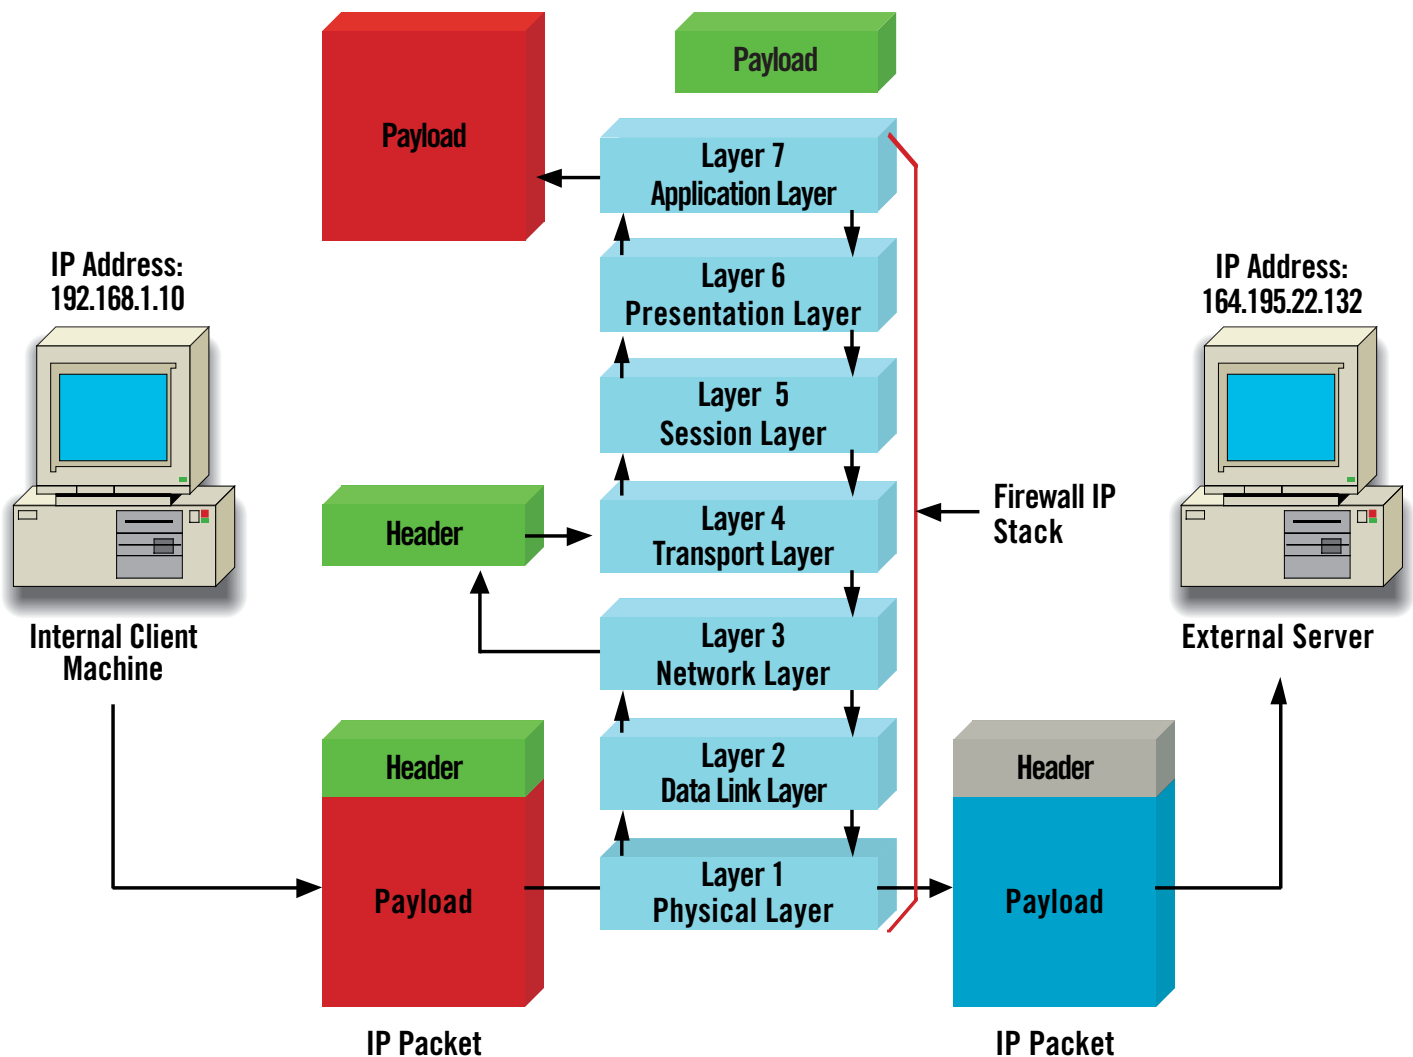 Payload
Payload
Layer 7
Application Layer
IP Address:
192.168.1.10
Layer 6
Presentation Layer
IP Address:
164.195.22.132
Layer 5
Session Layer
Header
Layer 4
Transport Layer
Firewall IP
Stack
Internal Client
Machine
Layer 3
Network Layer
External Server
Header
Layer 2
Data Link Layer
Header
Payload
Layer 1
Physical Layer
Payload
IP Packet
IP Packet